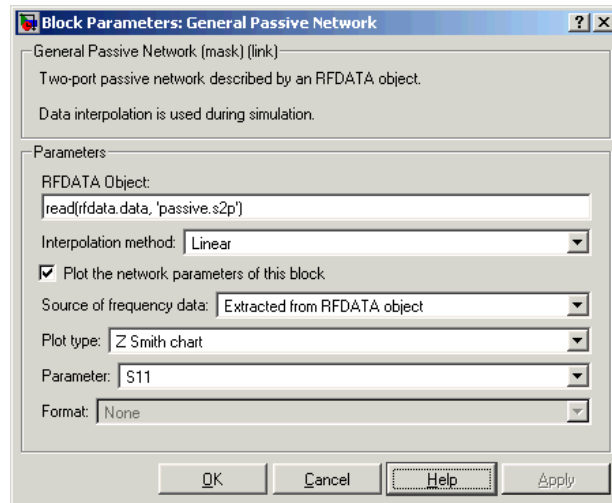 Block Parameters: General Passive Network
General Passive Network (mask) (link)
Two-port passive network described by an RFDATA object.
Data interpolation is used during simulation.
Parameters
RFDATA Object:
read(rfdata.data, 'passive.s2p')
Interpolation method: Linear
Plot the network parameters of this block
Source of frequency data: Extracted from RFDATA object
Plot type: Z Smith chart
Parameter: S11
Format: None
OK Cancel Help Apply